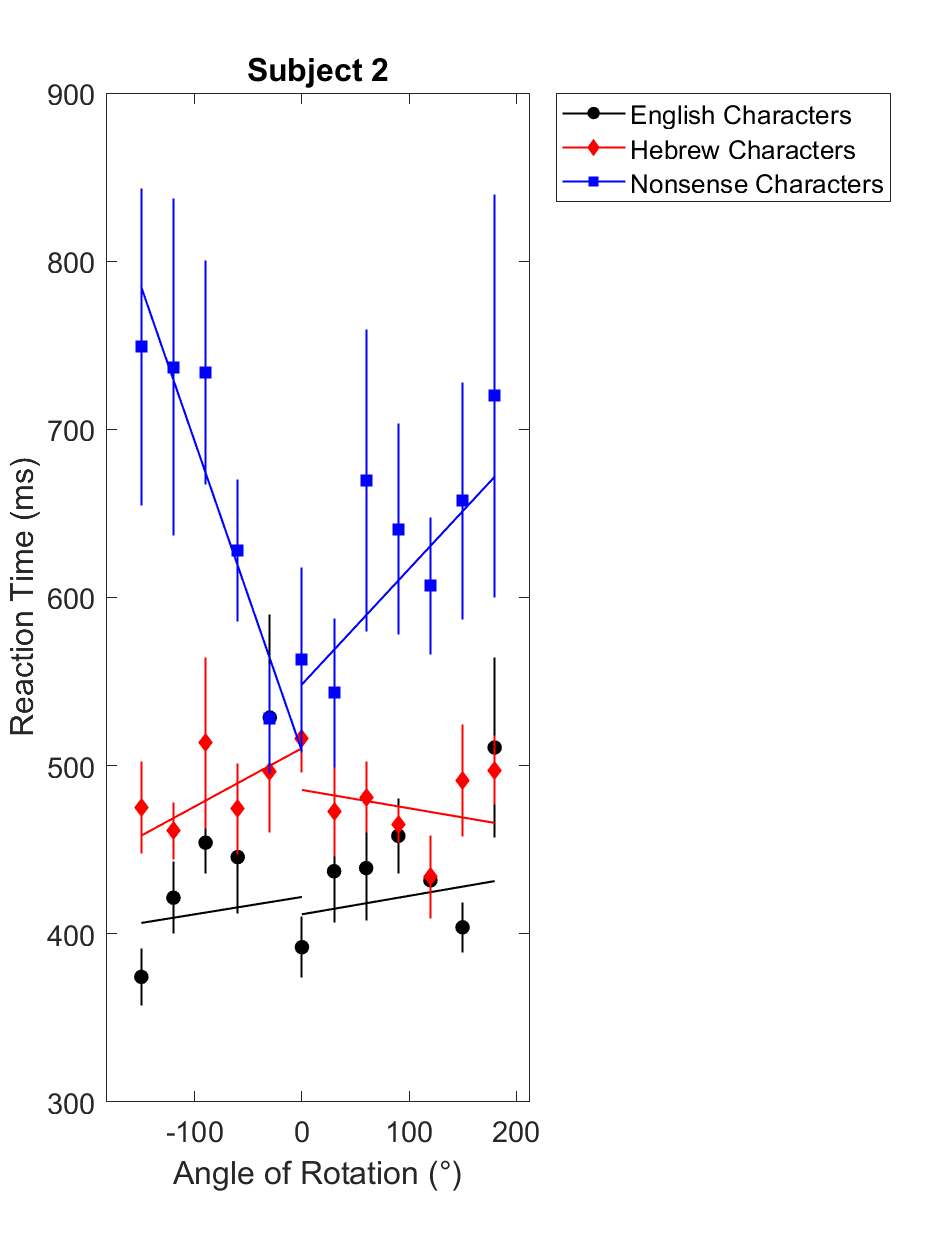 Subject 2
English Characters
Hebrew Characters
Nonsense Characters
900
800
700
600
500
400
300
Reaction Time (ms)
-100 0 100 200
Angle of Rotation (°)